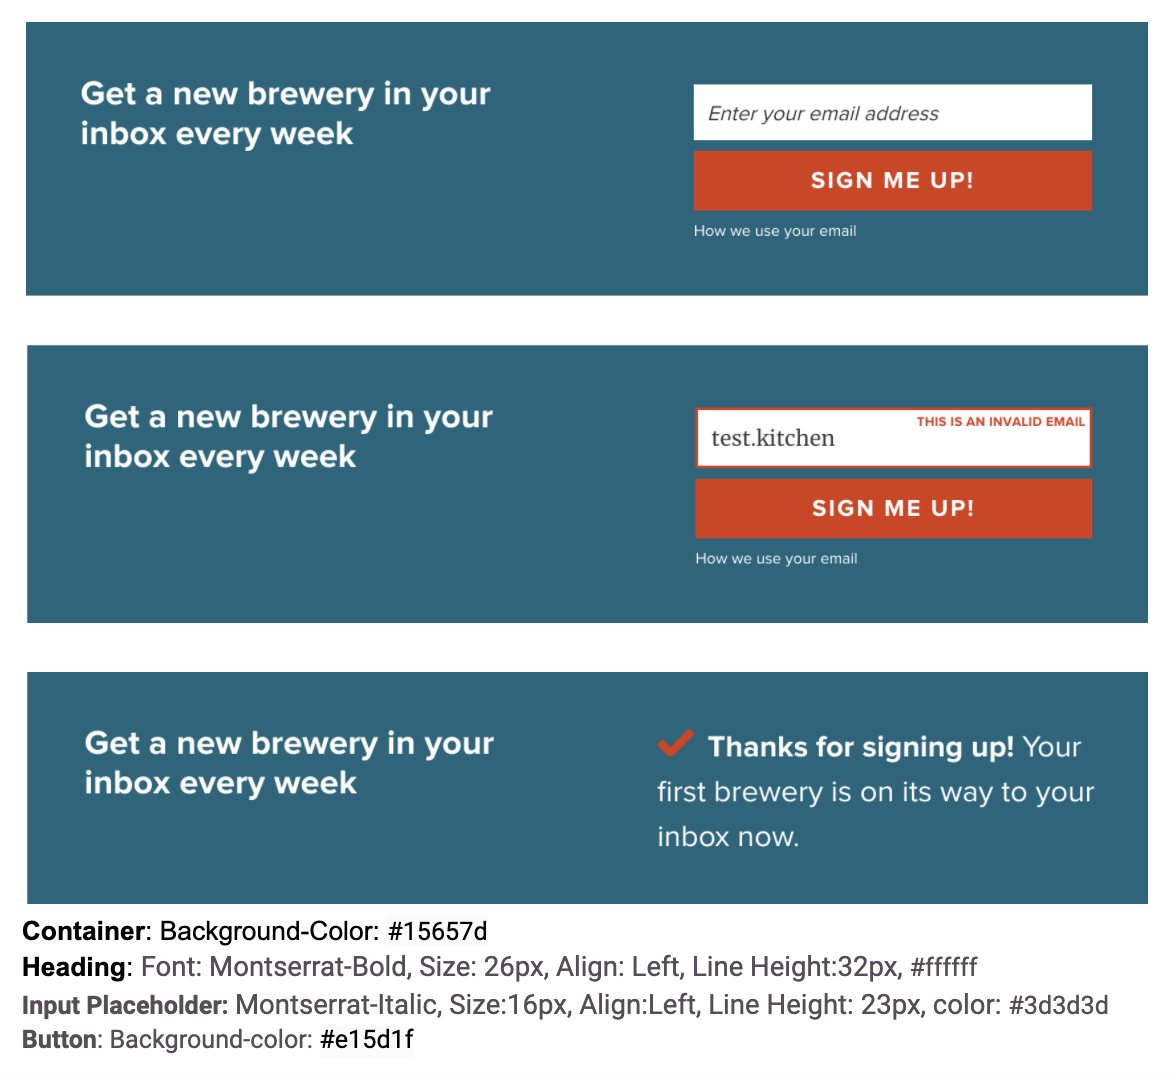 Get a new brewery in your
inbox every week
Enter your email address
SIGN ME UP!
How we use your email
Get a new brewery in your
inbox every week
THIS IS AN INVALID EMAIL
test.kitchen
SIGN ME UP!
How we use your email
Get a new brewery in your
inbox every week
Thanks for signing up! Your
first brewery is on its way to your
inbox now.
Container: Background-Color: #15657d
Heading: Font: Montserrat-Bold, Size: 26px, Align: Left, Line Height:32px, #ffffff
Input Placeholder: Montserrat-Italic, Size:16px, Align:Left, Line Height: 23px, color: #3d3d3d
Button: Background-color: #e15d1f